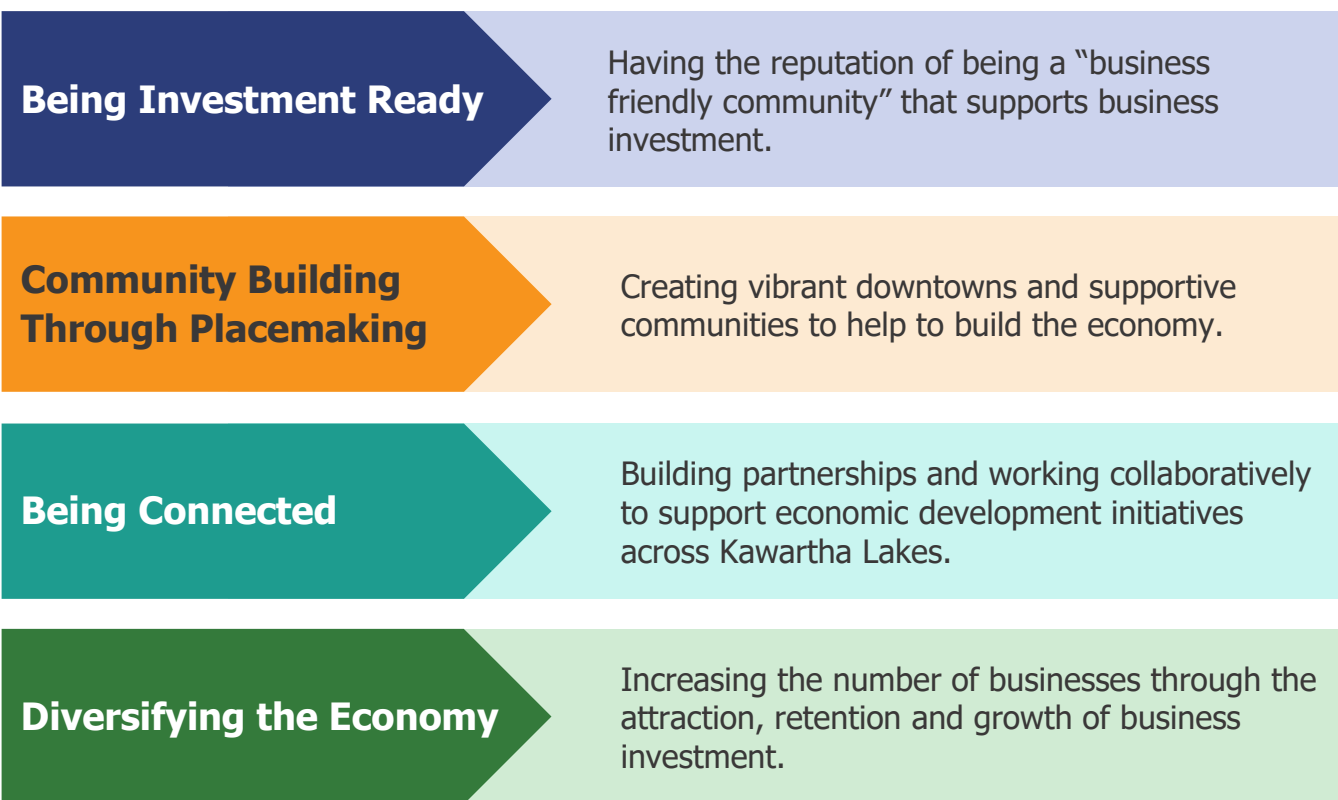 Being Investment Ready
Having the reputation of being a “business
friendly community” that supports business
investment.
Community Building
Through Placemaking
Creating vibrant downtowns and supportive
communities to help to build the economy.
Being Connected
Building partnerships and working collaboratively
to support economic development initiatives
across Kawartha Lakes.
Diversifying the Economy
Increasing the number of businesses through the
attraction, retention and growth of business
investment.